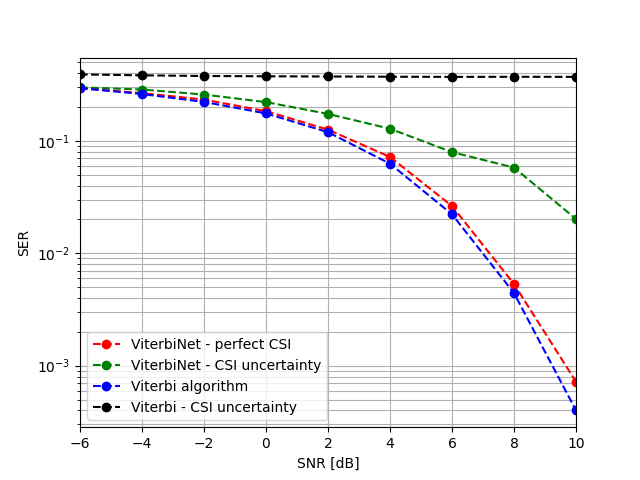 SER
10⁻¹
10⁻²
10⁻³
ViterbiNet - perfect CSI
ViterbiNet - CSI uncertainty
Viterbi algorithm
Viterbi - CSI uncertainty
−6 −4 −2 0 2 4 6 8 10
SNR [dB]